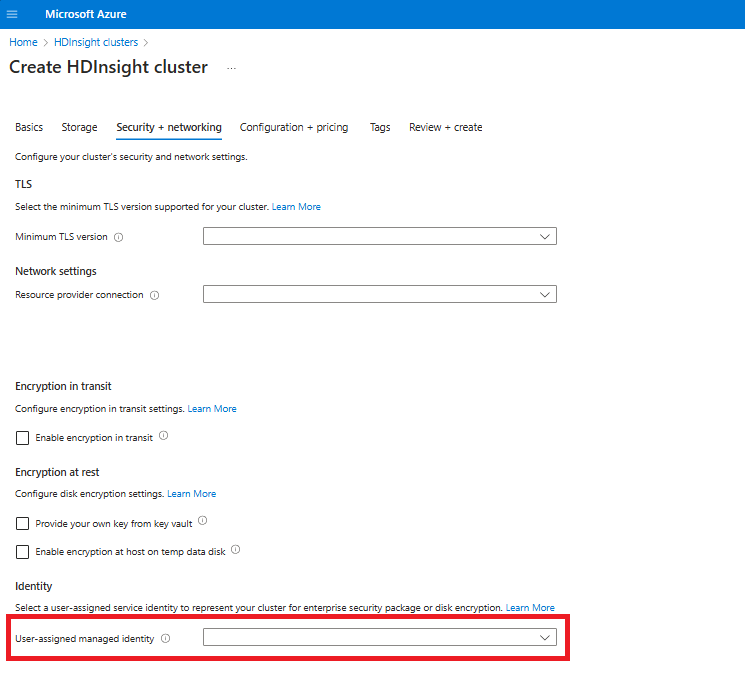 Microsoft Azure
Home > HDInsight clusters >
Create HDInsight cluster ...
Basics Storage Security + networking Configuration + pricing Tags Review + create
Configure your cluster's security and network settings.
TLS
Select the minimum TLS version supported for your cluster. Learn More
Minimum TLS version
Network settings
Resource provider connection
Encryption in transit
Configure encryption in transit settings. Learn More
Enable encryption in transit
Encryption at rest
Configure disk encryption settings. Learn More
Provide your own key from key vault
Enable encryption at host on temp data disk
Identity
Select a user-assigned service identity to represent your cluster for enterprise security package or disk encryption. Learn More
User-assigned managed identity